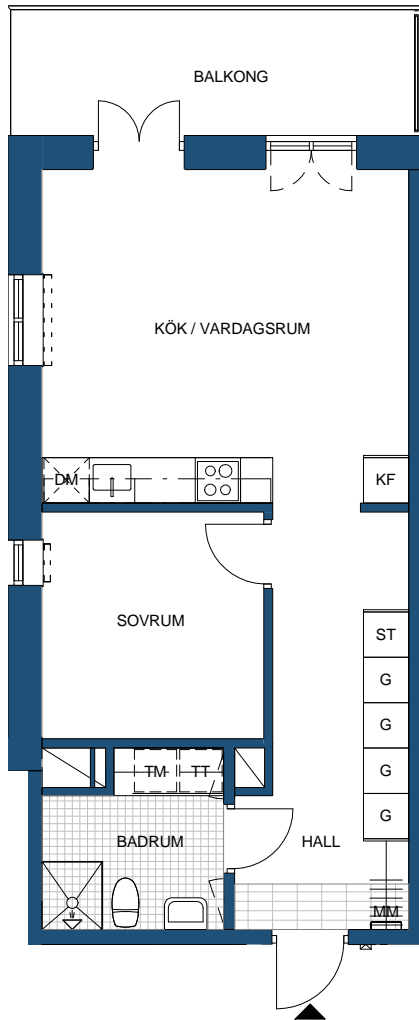 BALKONG
KÖK / VARDAGSRUM
DM
KF
SOVRUM
ST
G
G
G
G
TM
TT
BADRUM
HALL
MM